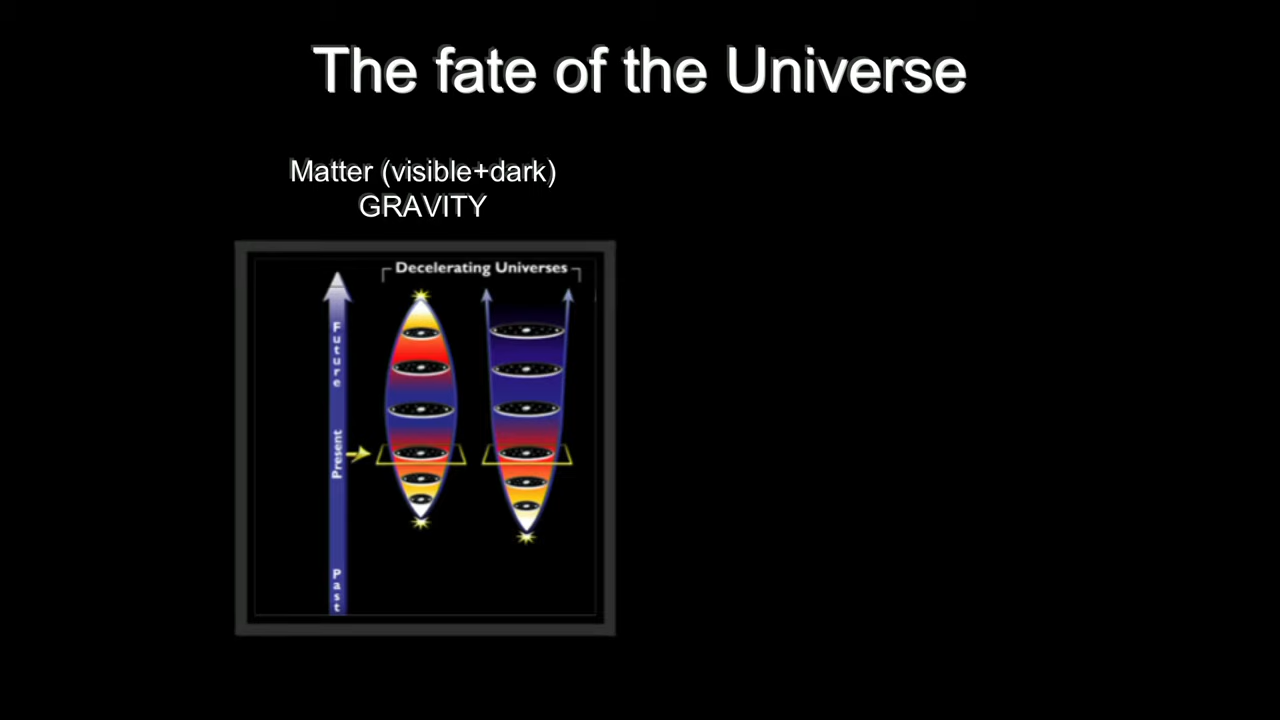 The fate of the Universe
Matter (visible+dark)
GRAVITY
Decelerating Universes
Future
Present
Past